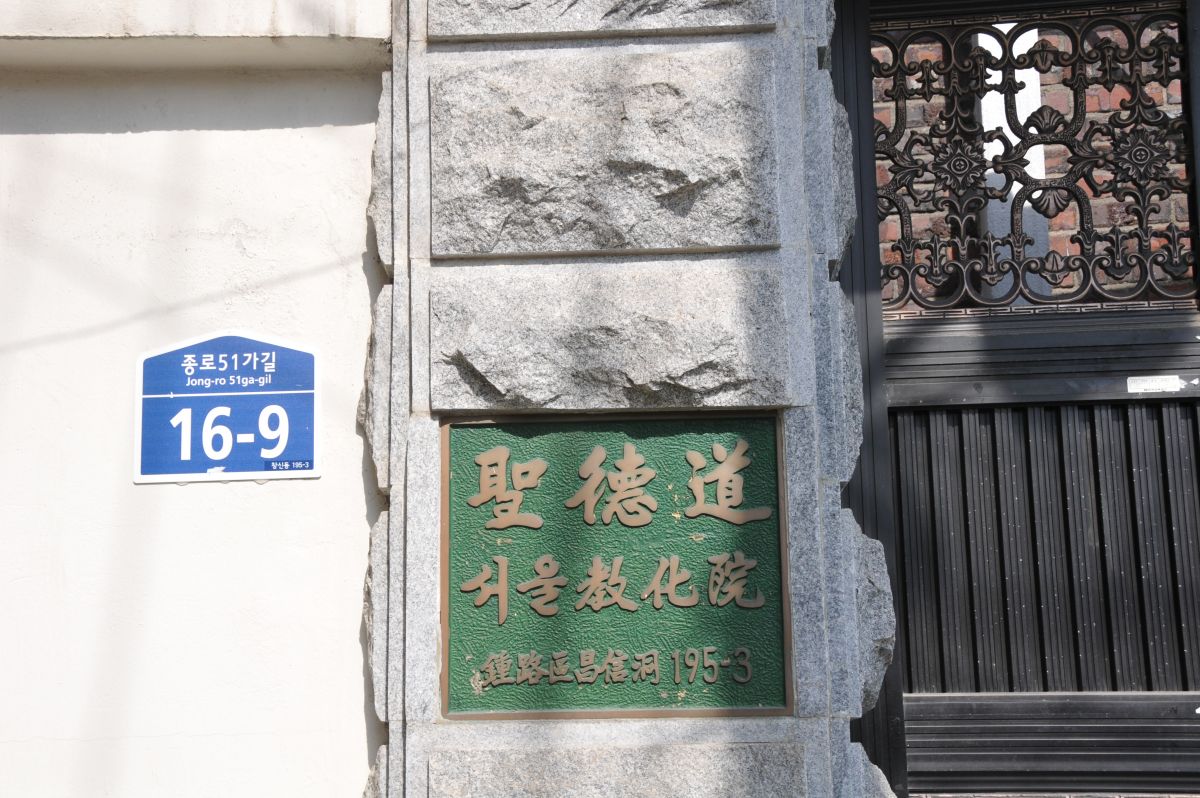 종로51가길
Jong-ro 51ga-gil
16-9
창신동 195-3
聖德道
서울敎化院
鍾路區昌信洞 195-3